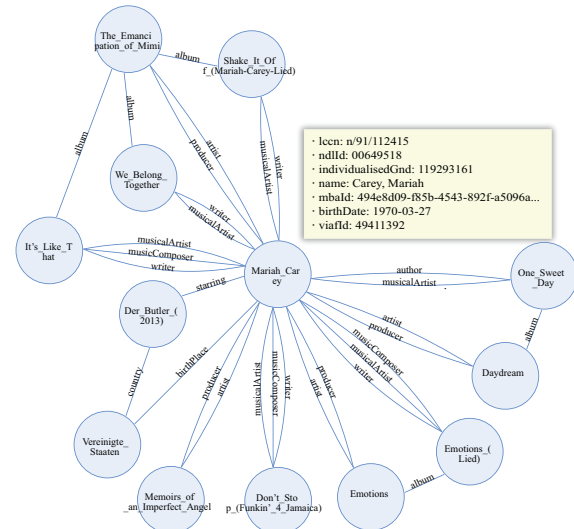 The_Emanci
pation_of_Mimi
album
Shake_It_Of
f_(Mariah-Carey-Lied)
album
album
artist
producer
writer
musicalArtist
We_Belong_
Together
writer
musicalArtist
· lccn: n/91/112415
· ndlId: 00649518
· individualisedGnd: 119293161
· name: Carey, Mariah
· mbaId: 494e8d09-f85b-4543-892f-a5096a...
· birthDate: 1970-03-27
· viafId: 49411392
It's_Like_T
hat
musicalArtist
musicComposer
writer
Mariah_Car
ey
author
musicalArtist
One_Sweet
_Day
starring
Der_Butler_(
2013)
birthPlace
country
artist
producer
album
Daydream
musicComposer
musicalArtist
writer
producer
artist
musicalArtist
musicComposer
writer
producer
artist
Vereinigte_
Staaten
Emotions_(
Lied)
album
Memoirs_of
_an_Imperfect_Angel
Don't_Sto
p_(Funkin'_4_Jamaica)
Emotions